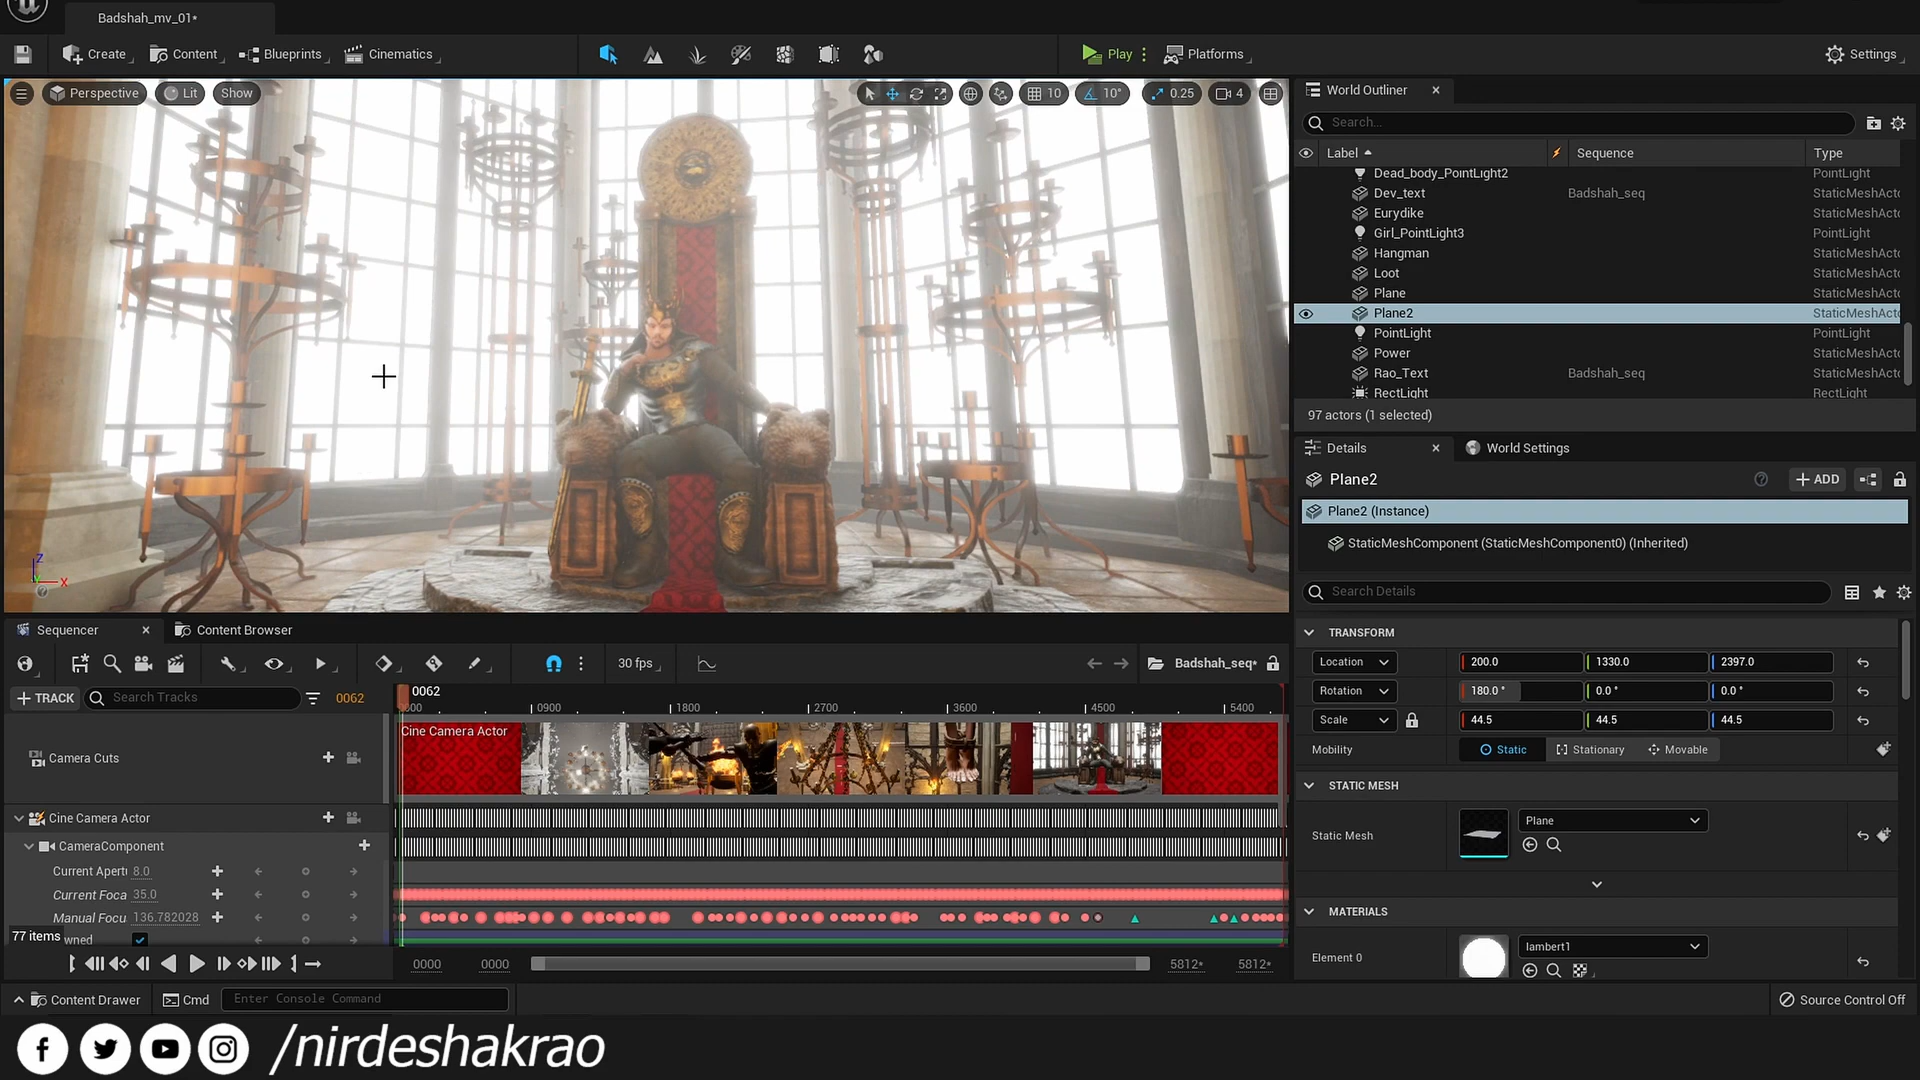 Badshah_mv_01*
Create
Content
Blueprints
Cinematics
Play
Platforms
Settings
Perspective
Lit
Show
10
10°
0.25
4
World Outliner
Search...
Label
Sequence
Type
Dead_body_PointLight2
PointLight
Dev_text
Badshah_seq
StaticMeshActo
Eurydike
StaticMeshActo
Girl_PointLight3
PointLight
Hangman
StaticMeshActo
Loot
StaticMeshActo
Plane
StaticMeshActo
Plane2
StaticMeshActo
PointLight
PointLight
Power
StaticMeshActo
Rao_Text
Badshah_seq
StaticMeshActo
RectLight
RectLight
97 actors (1 selected)
Details
World Settings
Plane2
ADD
Plane2 (Instance)
StaticMeshComponent (StaticMeshComponent0) (Inherited)
Search Details
TRANSFORM
Location
200.0
1330.0
2397.0
Rotation
180.0 °
0.0 °
0.0 °
Scale
44.5
44.5
44.5
Mobility
Static
Stationary
Movable
STATIC MESH
Static Mesh
Plane
MATERIALS
Element 0
lambert1
Z
X
Sequencer
Content Browser
30 fps
Badshah_seq*
+ TRACK
Search Tracks
0062
0062
0900
1800
2700
3600
4500
5400
Camera Cuts
Cine Camera Actor
Cine Camera Actor
CameraComponent
Current Apert
8.0
Current Foca
35.0
Manual Focu
136.782028
77 items
wned
0000
0000
5812*
5812*
Content Drawer
Cmd
Enter Console Command
Source Control Off
/nirdeshakrao